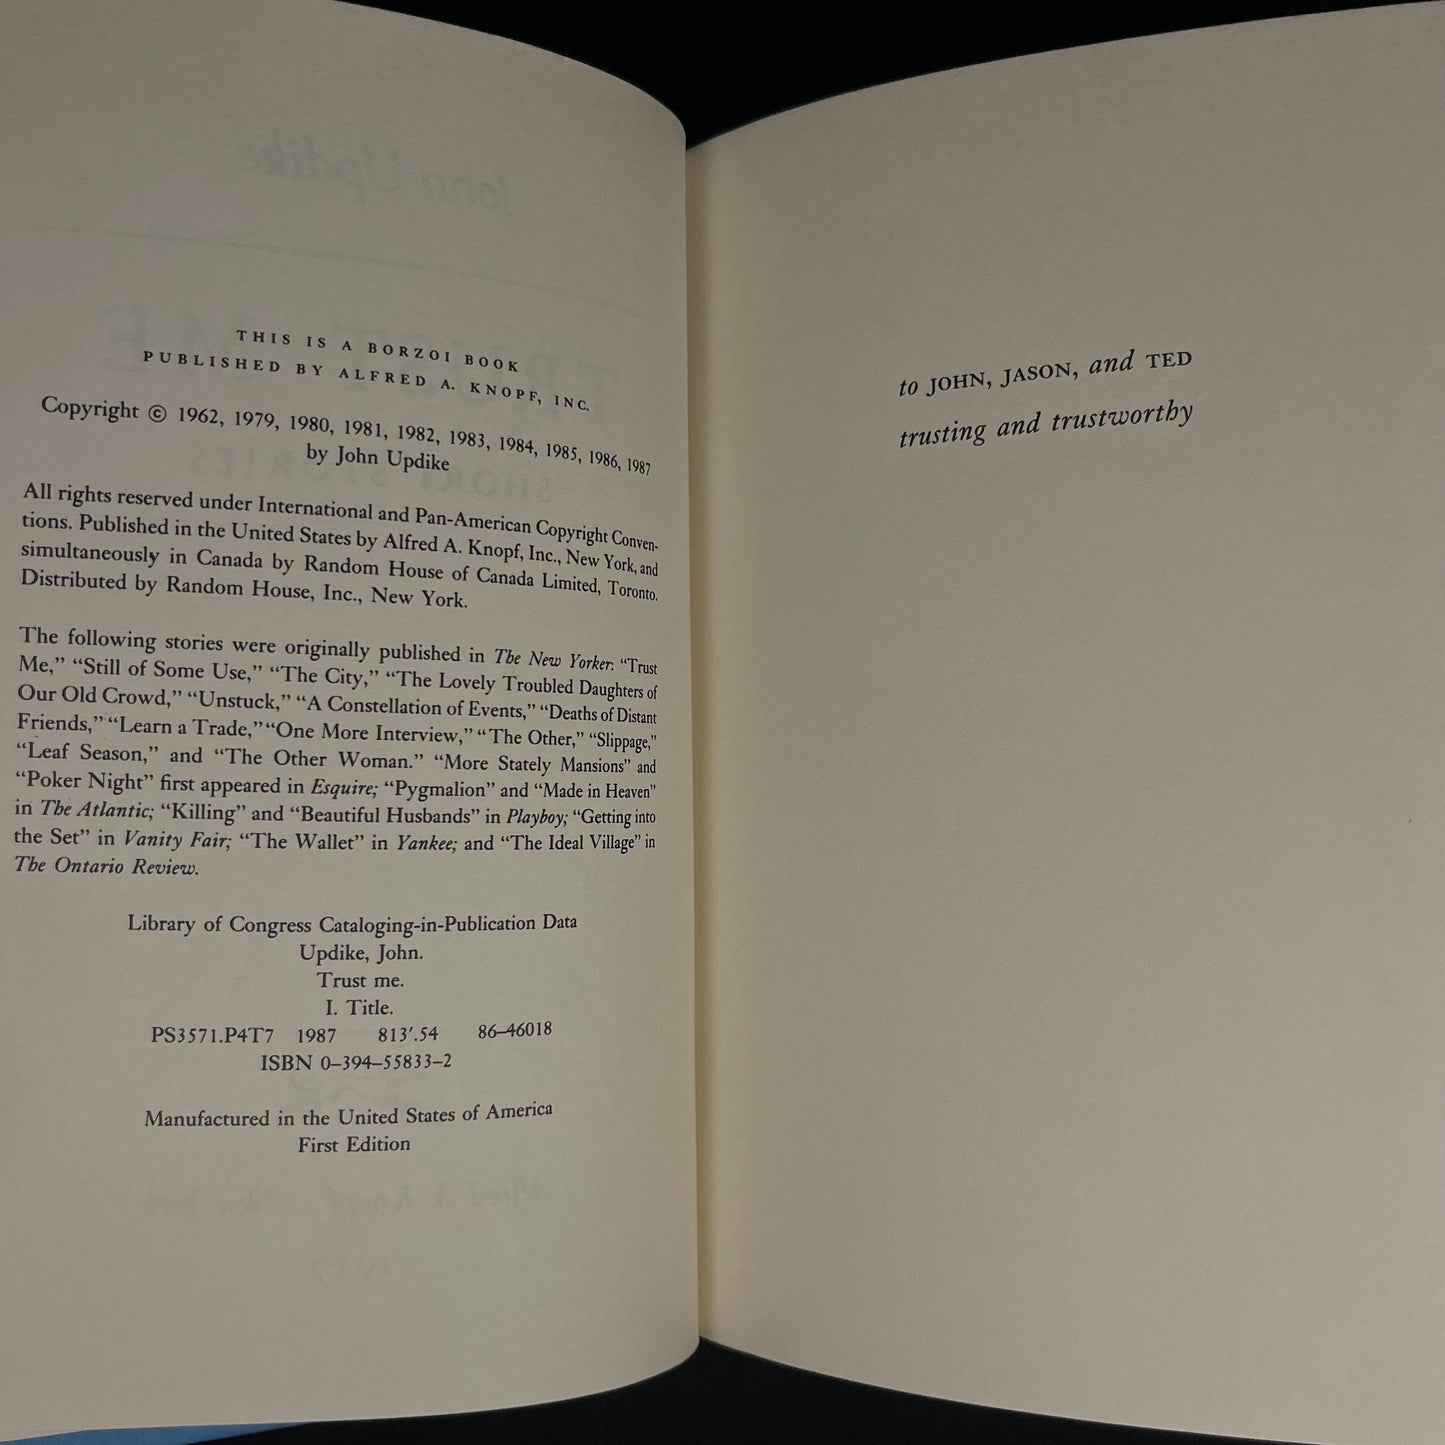 THIS IS A BORZOI BOOK
PUBLISHED BY ALFRED A. KNOPF, INC.
Copyright © 1962, 1979, 1980, 1981, 1982, 1983, 1984, 1985, 1986, 1987
by John Updike
All rights reserved under International and Pan-American Copyright Conven-
tions. Published in the United States by Alfred A. Knopf, Inc., New York, and
simultaneously in Canada by Random House of Canada Limited, Toronto.
Distributed by Random House, Inc., New York.
The following stories were originally published in The New Yorker: “Trust
Me,” “Still of Some Use,” “The City,” “The Lovely Troubled Daughters of
Our Old Crowd,” “Unstuck,” “A Constellation of Events,” “Deaths of Distant
Friends,” “Learn a Trade,” “One More Interview,” “The Other,” “Slippage,”
“Leaf Season,” and “The Other Woman.” “More Stately Mansions” and
“Poker Night” first appeared in Esquire; “Pygmalion” and “Made in Heaven”
in The Atlantic; “Killing” and “Beautiful Husbands” in Playboy; “Getting into
the Set” in Vanity Fair; “The Wallet” in Yankee; and “The Ideal Village” in
The Ontario Review.
Library of Congress Cataloging-in-Publication Data
Updike, John.
Trust me.
I. Title.
PS3571.P4T7 1987 813′.54 86–46018
ISBN 0–394–55833–2
Manufactured in the United States of America
First Edition
to JOHN, JASON, and TED
trusting and trustworthy